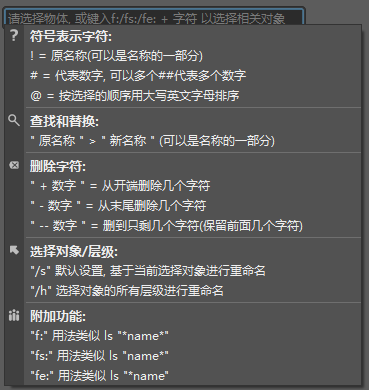 请选择物体, 或键入f:/fs:/fe: + 字符 以选择相关对象
符号表示字符:
! = 原名称(可以是名称的一部分)
# = 代表数字, 可以多个##代表多个数字
@ = 按选择的顺序用大写英文字母排序
查找和替换:
" 原名称 " > " 新名称 " (可以是名称的一部分)
删除字符:
" + 数字 " = 从开端删除几个字符
" - 数字 " = 从末尾删除几个字符
" -- 数字 " = 删到只剩几个字符(保留前面几个字符)
选择对象/层级:
"/s" 默认设置, 基于当前选择对象进行重命名
"/h" 选择对象的所有层级进行重命名
附加功能:
"f:" 用法类似 ls "*name*"
"fs:" 用法类似 ls "name*"
"fe:" 用法类似 ls "*name"